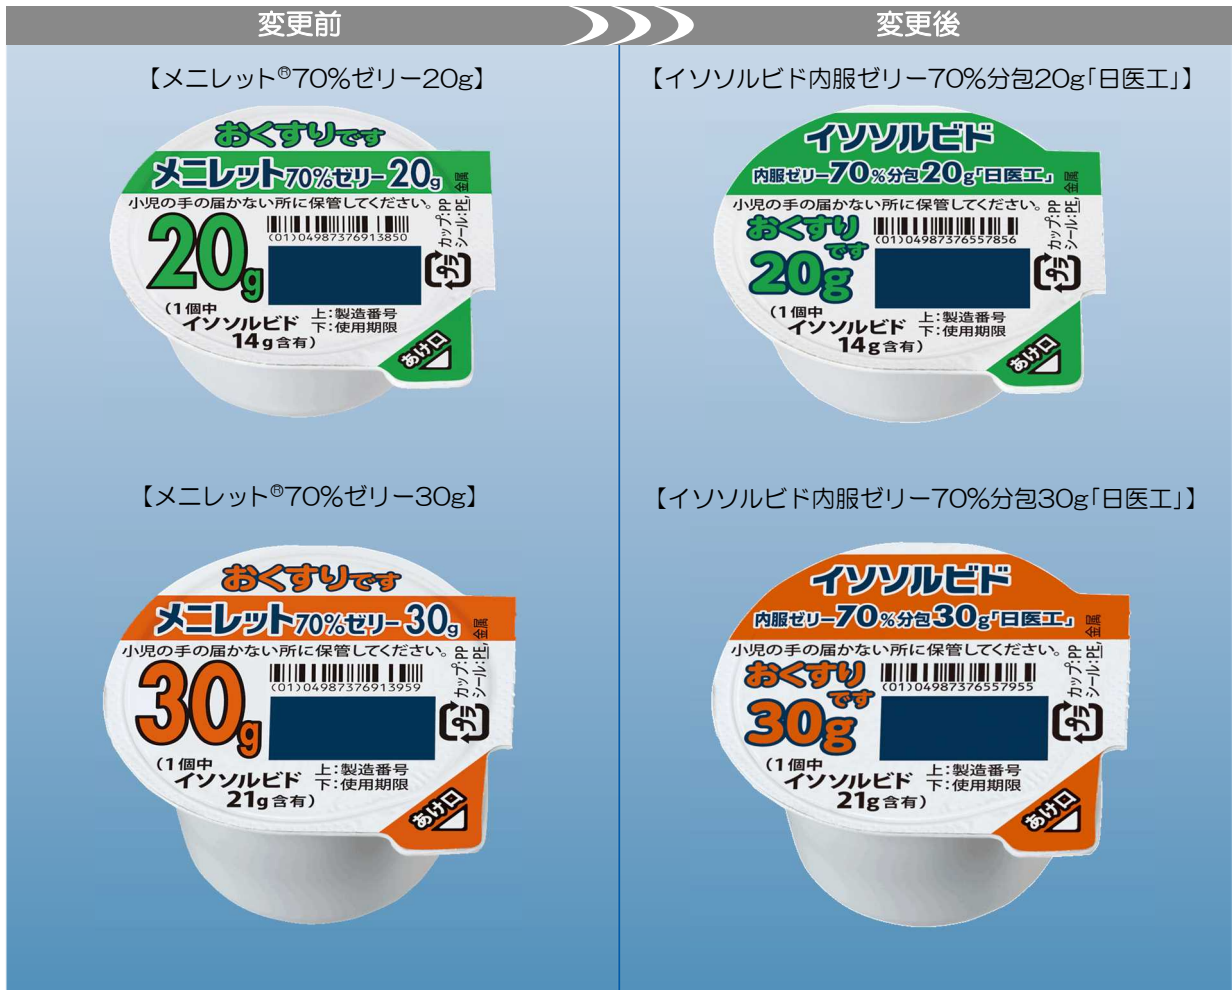 変更前
変更後
【メニレット®70%ゼリー20g】
おくすりです
メニレット70%ゼリー20g
小児の手の届かない所に保管してください。
(01)04987376913850
20g
カップ:PP
シール:PE,金属
プラ
(1個中
イソソルビド
14g含有)
上:製造番号
下:使用期限
あけ口
【イソソルビド内服ゼリー70%分包20g「日医工」】
イソソルビド
内服ゼリー70%分包20g「日医工」
小児の手の届かない所に保管してください。
おくすり
です
20g
(01)04987376557856
カップ:PP
シール:PE,金属
プラ
(1個中
イソソルビド
14g含有)
上:製造番号
下:使用期限
あけ口
【メニレット®70%ゼリー30g】
おくすりです
メニレット70%ゼリー30g
小児の手の届かない所に保管してください。
(01)04987376913959
30g
カップ:PP
シール:PE,金属
プラ
(1個中
イソソルビド
21g含有)
上:製造番号
下:使用期限
あけ口
【イソソルビド内服ゼリー70%分包30g「日医工」】
イソソルビド
内服ゼリー70%分包30g「日医工」
小児の手の届かない所に保管してください。
おくすり
です
30g
(01)04987376557955
カップ:PP
シール:PE,金属
プラ
(1個中
イソソルビド
21g含有)
上:製造番号
下:使用期限
あけ口